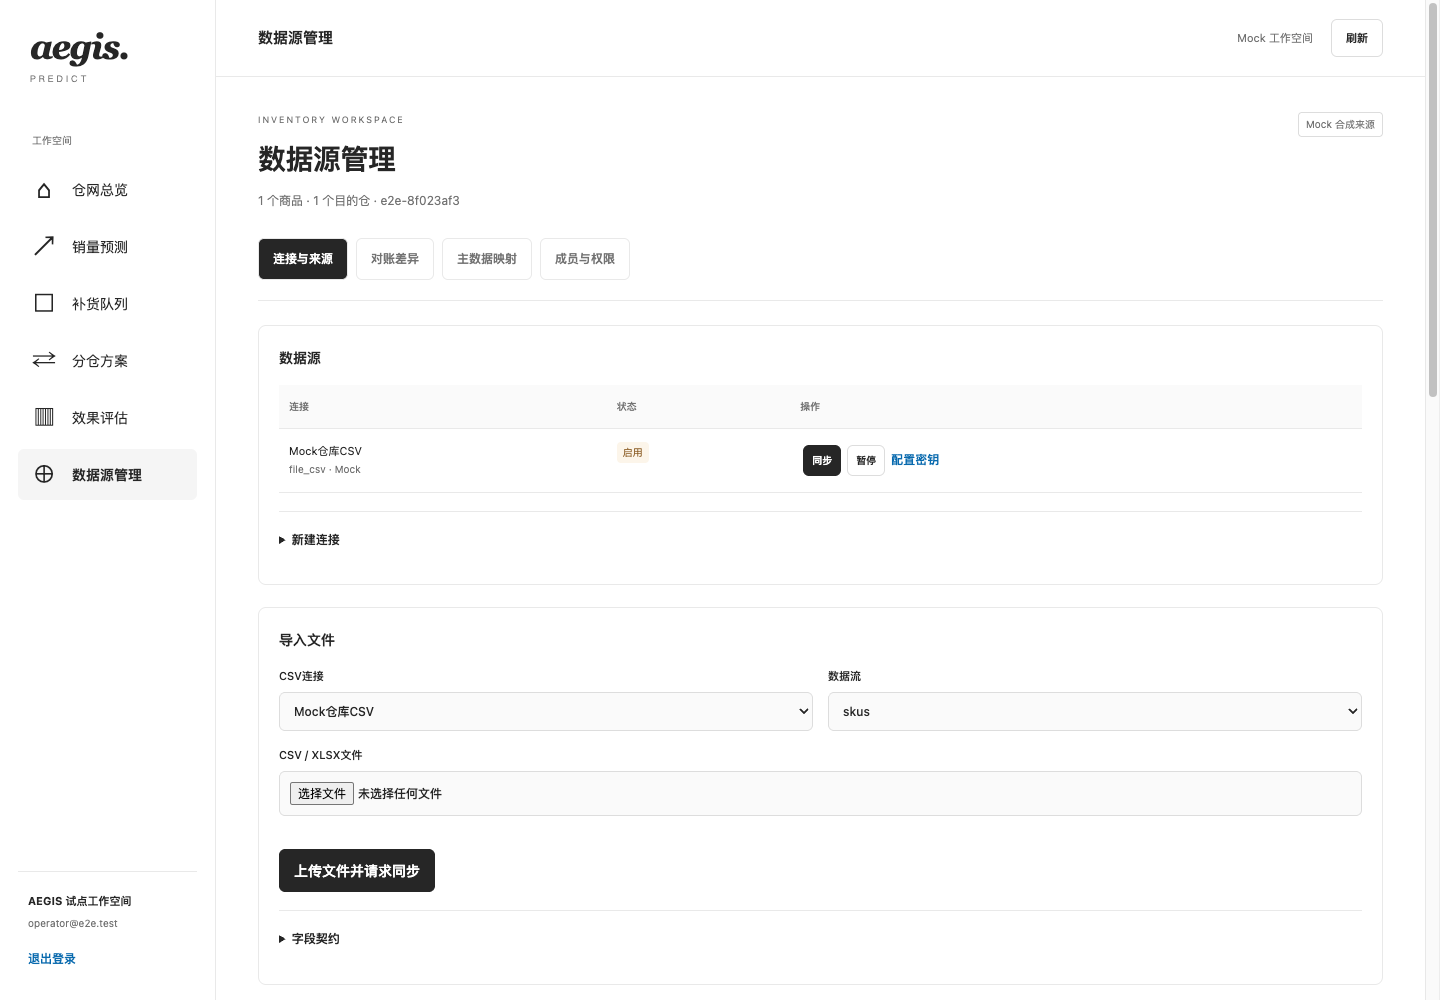 aegis.
PREDICT
工作空间
仓网总览
销量预测
补货队列
分仓方案
效果评估
数据源管理
AEGIS 试点工作空间
operator@e2e.test
退出登录
数据源管理
Mock 工作空间
刷新
INVENTORY WORKSPACE
Mock 合成来源
数据源管理
1 个商品 · 1 个目的仓 · e2e-8f023af3
连接与来源
对账差异
主数据映射
成员与权限
数据源
连接
状态
操作
Mock仓库CSV
file_csv · Mock
启用
同步
暂停
配置密钥
新建连接
导入文件
CSV连接
数据流
Mock仓库CSV
skus
CSV / XLSX文件
选择文件 未选择任何文件
上传文件并请求同步
字段契约